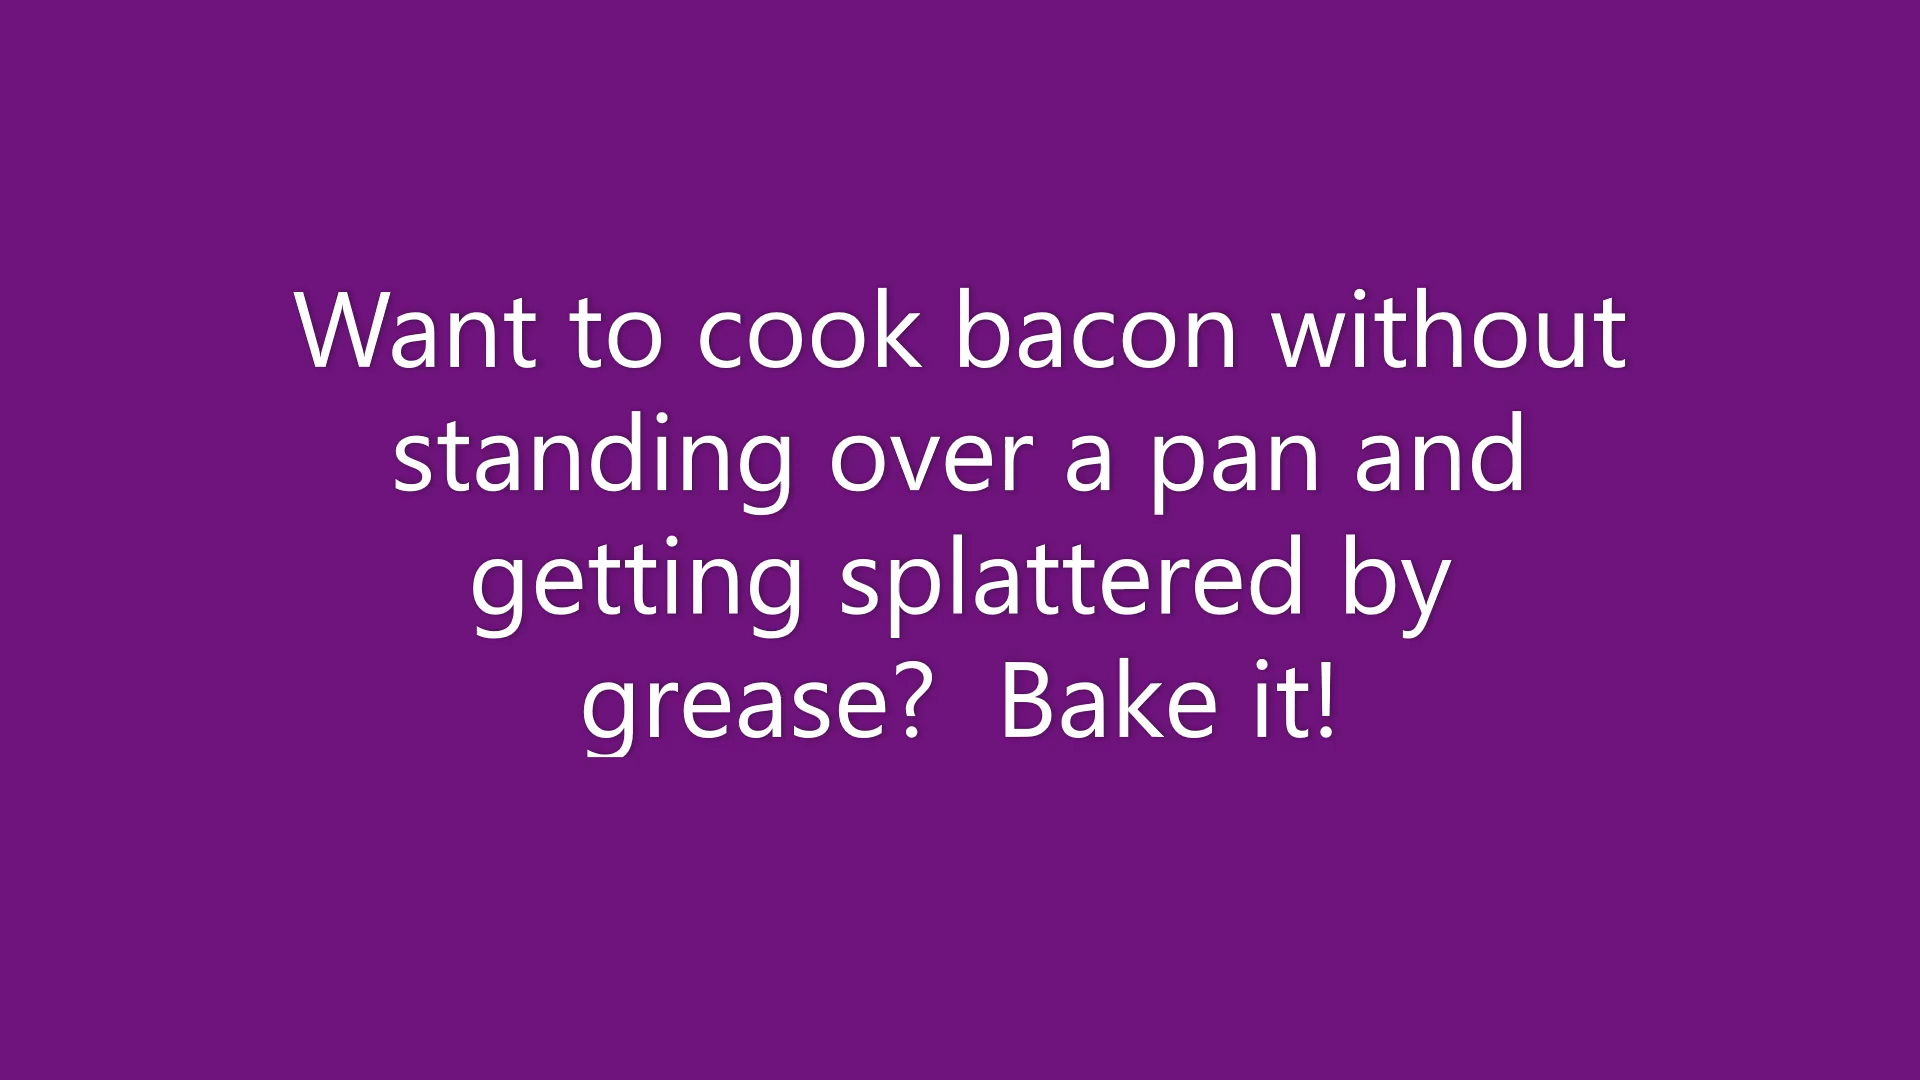 Want to cook bacon without
standing over a pan and
getting splattered by
grease?  Bake it!